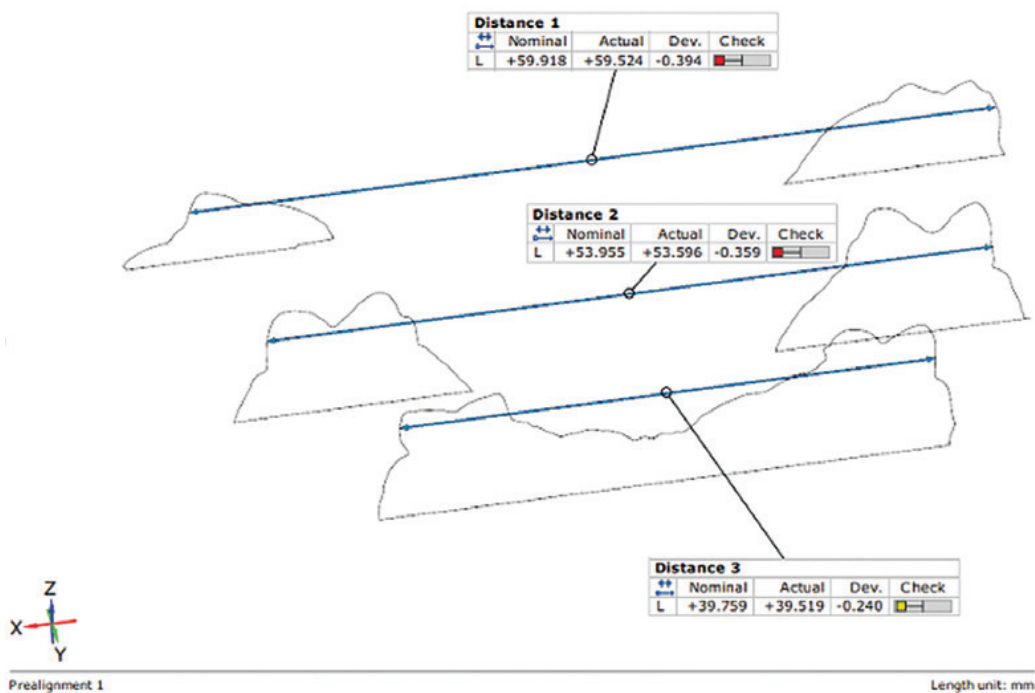 Distance 1
Nominal Actual Dev. Check
L +59.918 +59.524 -0.394
Distance 2
Nominal Actual Dev. Check
L +53.955 +53.596 -0.359
Distance 3
Nominal Actual Dev. Check
L +39.759 +39.519 -0.240
Z
X
Y
Prealignment 1 Length unit: mm